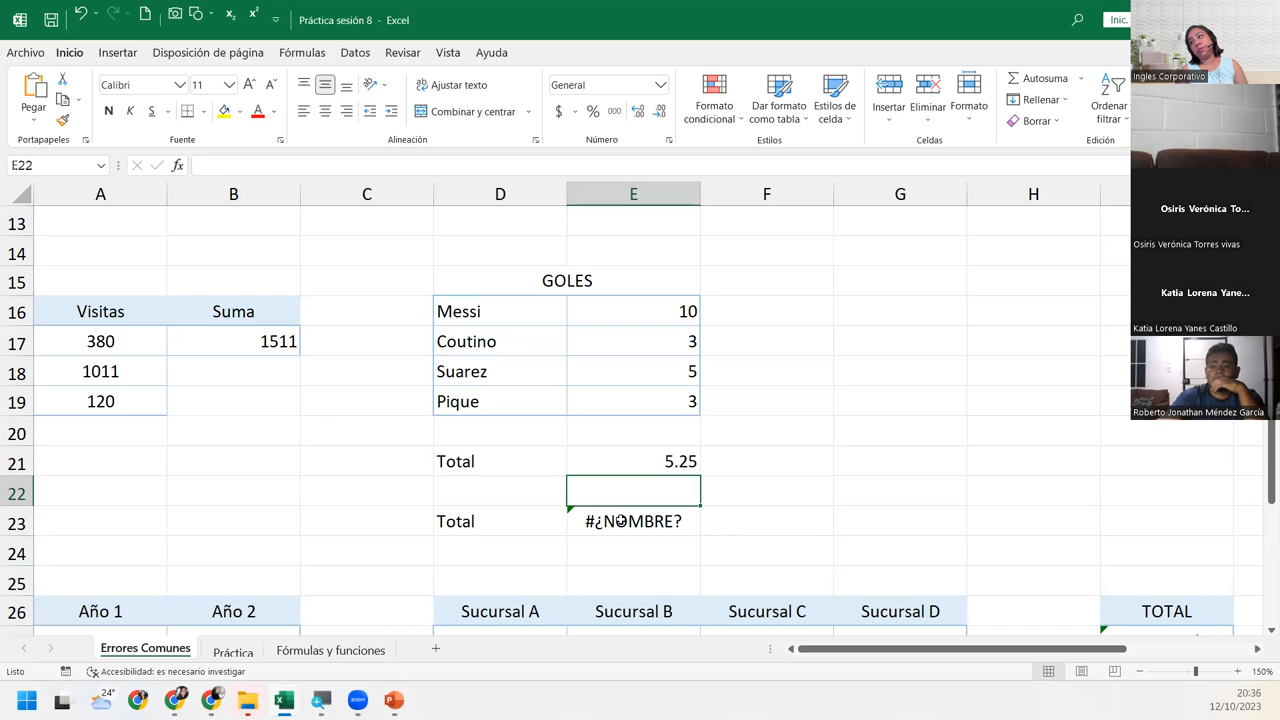 Práctica sesión 8 - Excel
Inic.
Archivo Inicio Insertar Disposición de página Fórmulas Datos Revisar Vista Ayuda
Pegar
Calibri 11
N K S
Ajustar texto
Combinar y centrar
General
$ % 000
Formato condicional
Dar formato como tabla
Estilos de celda
Insertar
Eliminar
Formato
Autosuma
Rellenar
Borrar
Ordenar filtrar
Portapapeles Fuente Alineación Número Estilos Celdas Edición
E22 fx
A B C D E F G H
13
14
15 GOLES
16 Visitas Suma Messi 10
17 380 1511 Coutino 3
18 1011 Suarez 5
19 120 Pique 3
20
21 Total 5.25
22
23 Total #¿NOMBRE?
24
25
26 Año 1 Año 2 Sucursal A Sucursal B Sucursal C Sucursal D TOTAL
Errores Comunes Práctica Fórmulas y funciones
Listo Accesibilidad: es necesario investigar 150%
24° zoom
20:36
12/10/2023
Ingles Corporativo
Osiris Verónica To...
Osiris Verónica Torres vivas
Katia Lorena Yane...
Katia Lorena Yanes Castillo
Roberto Jonathan Méndez García